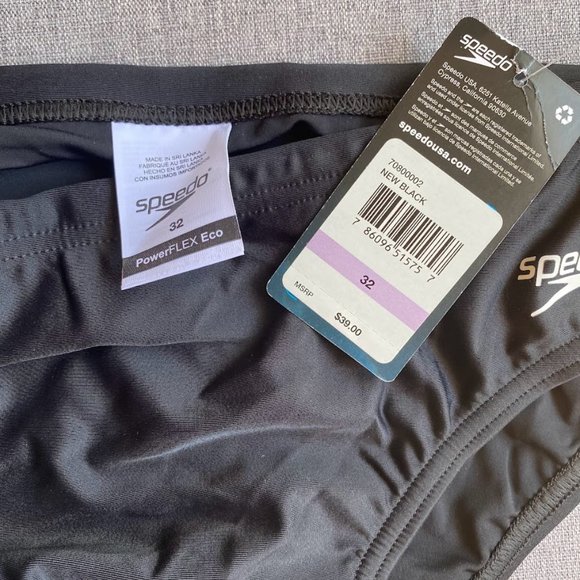 MADE IN SRI LANKA
FABRIQUÉ AU SRI LANKA
HECHO EN SRI LANKA
CON INSUMOS IMPORT.
speedo
32
PowerFLEX Eco
speedo
Speedo USA, 6251 Katella Avenue
Cypress, California 90630
speedousa.com
70800002
NEW BLACK
7 86096 51575 7
32
MSRP
$39.00
speedo